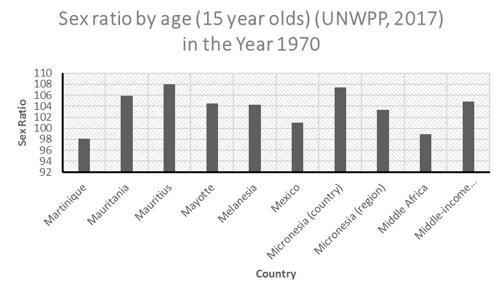 Sex ratio by age (15 year olds) (UNWPP, 2017)
in the Year 1970
110
108
106
104
102
100
98
96
94
92
Sex Ratio
Martinique
Mauritania
Mauritius
Mayotte
Melanesia
Mexico
Micronesia (country)
Micronesia (region)
Middle Africa
Middle-income...
Country